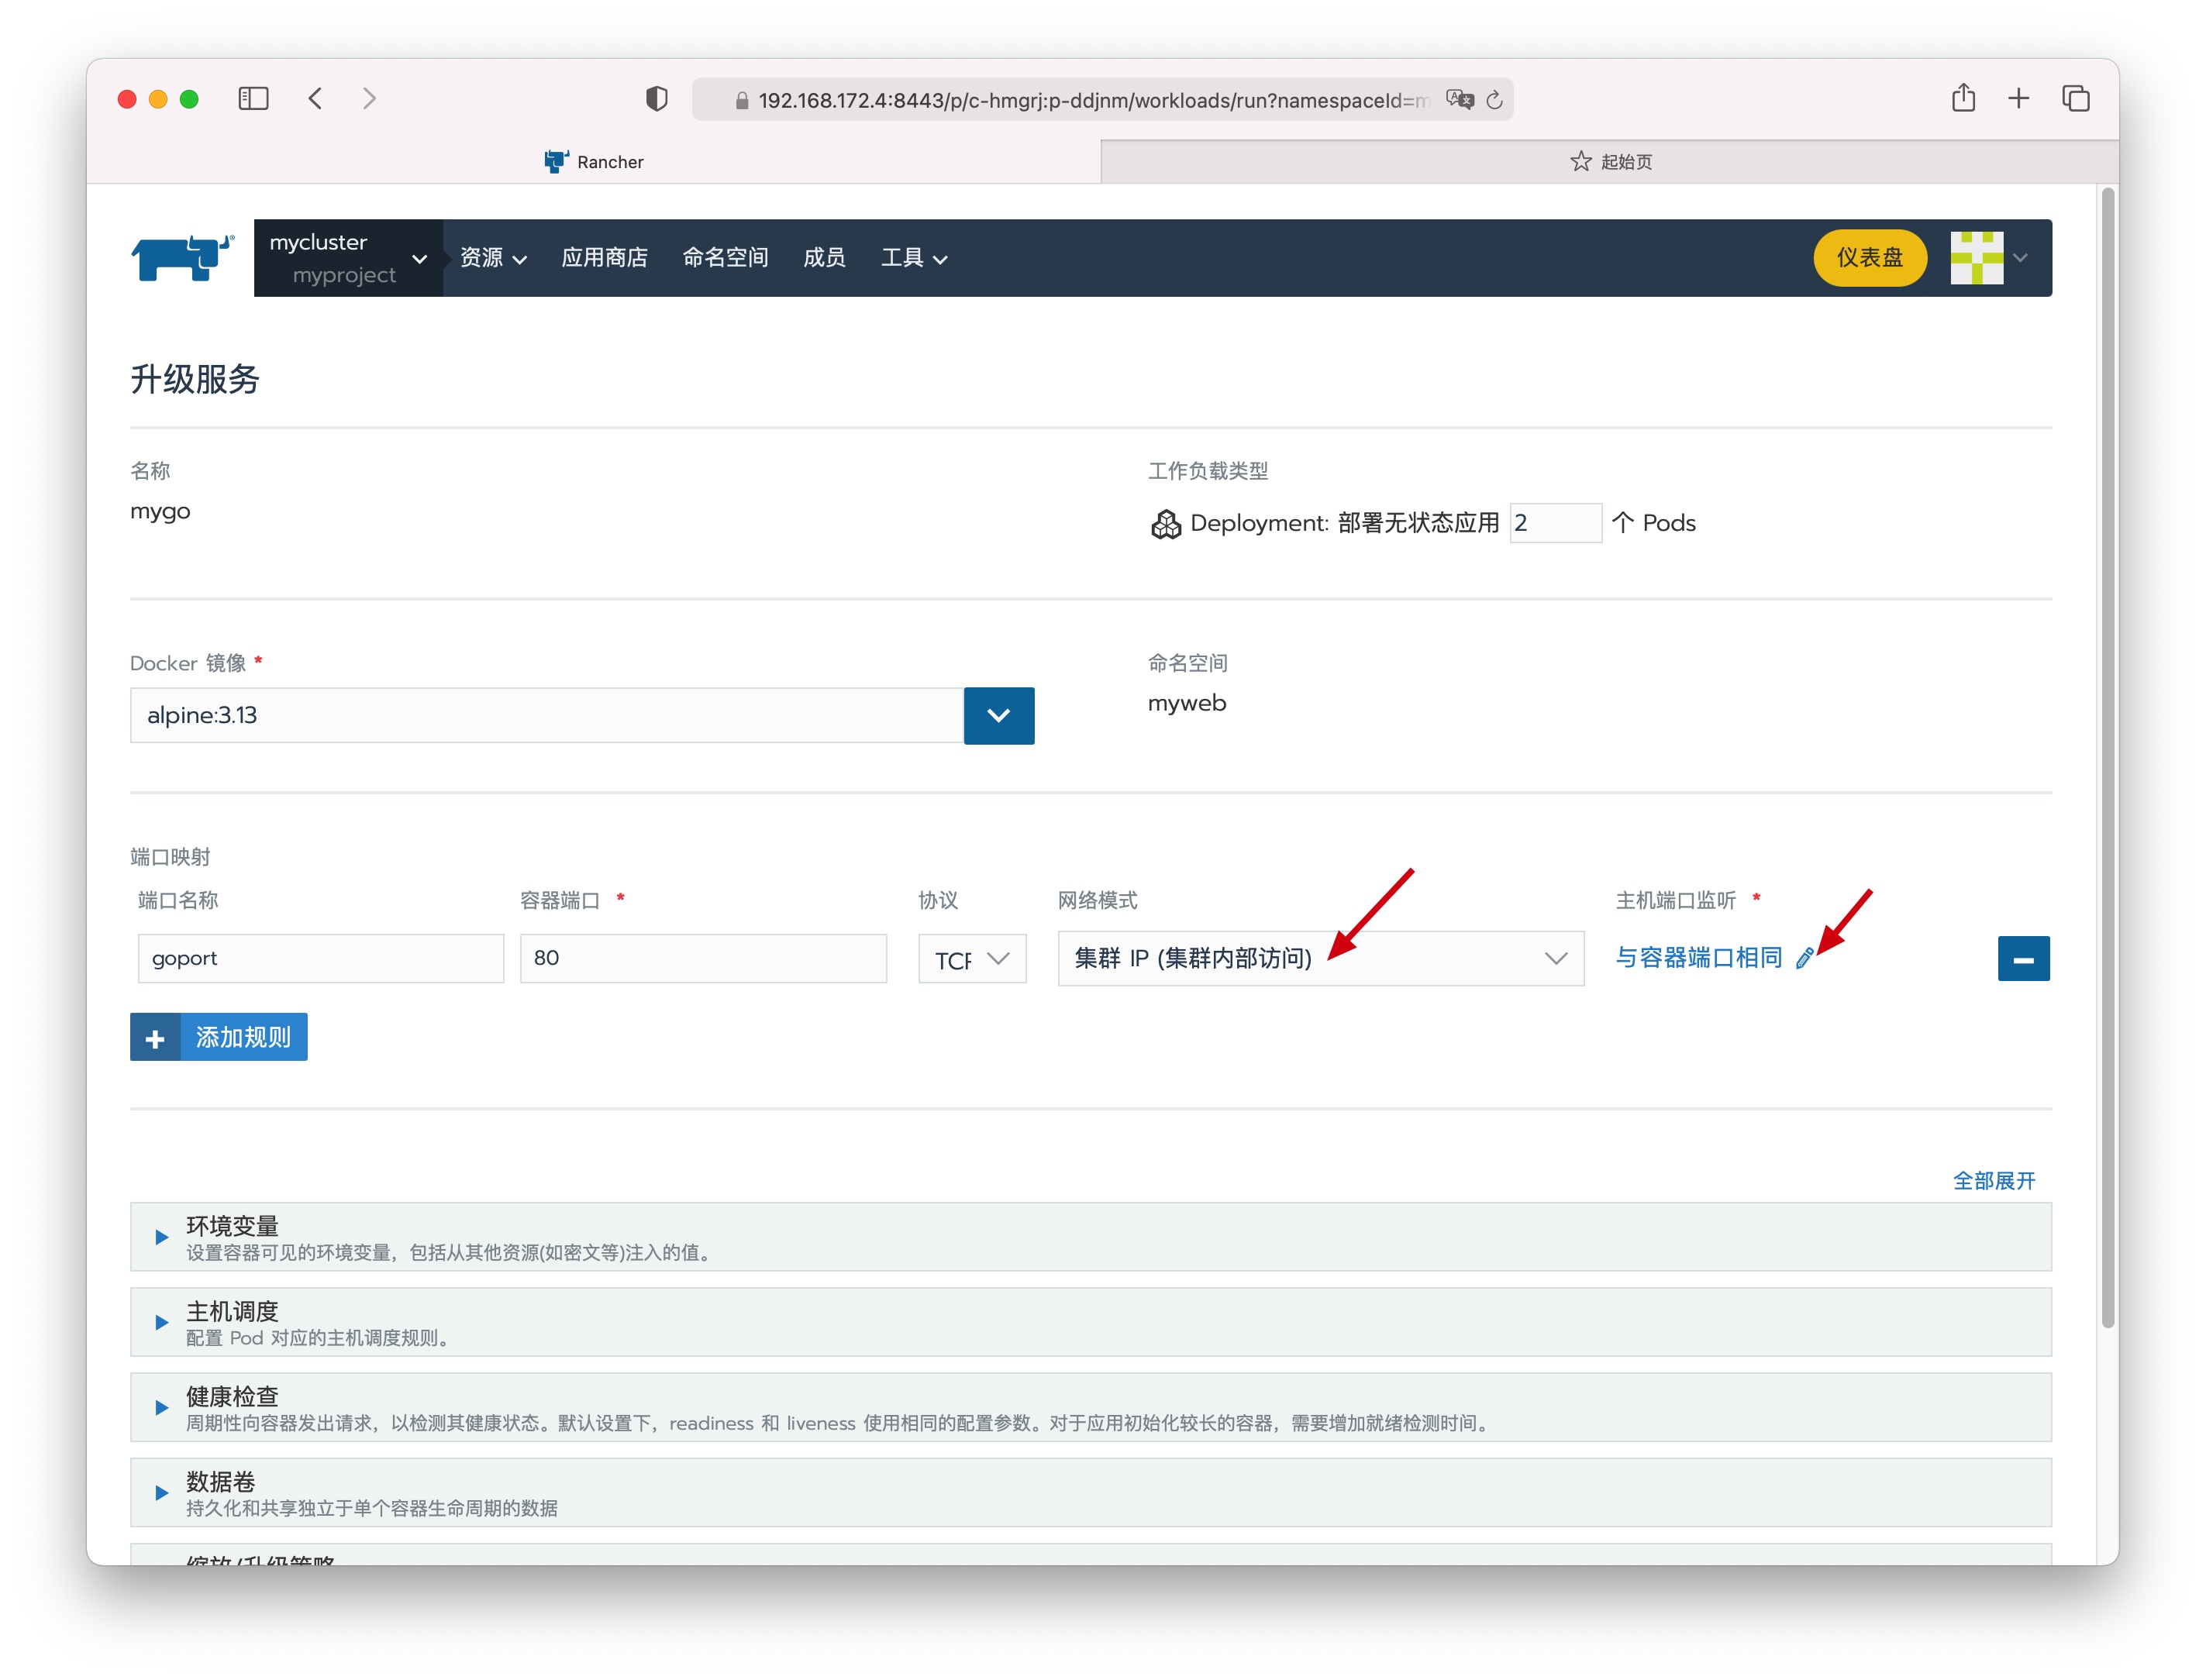 192.168.172.4:8443/p/c-hmgrj:p-ddjnm/workloads/run?namespaceId=m
Rancher
起始页
mycluster
myproject
资源
应用商店
命名空间
成员
工具
仪表盘
升级服务
名称
工作负载类型
mygo
Deployment: 部署无状态应用 2 个 Pods
Docker 镜像 *
命名空间
alpine:3.13
myweb
端口映射
端口名称 容器端口 * 协议 网络模式 主机端口监听 *
goport 80 TCP 集群 IP (集群内部访问) 与容器端口相同
添加规则
全部展开
环境变量
设置容器可见的环境变量，包括从其他资源(如密文等)注入的值。
主机调度
配置 Pod 对应的主机调度规则。
健康检查
周期性向容器发出请求，以检测其健康状态。默认设置下，readiness 和 liveness 使用相同的配置参数。对于应用初始化较长的容器，需要增加就绪检测时间。
数据卷
持久化和共享独立于单个容器生命周期的数据
缩放/升级策略